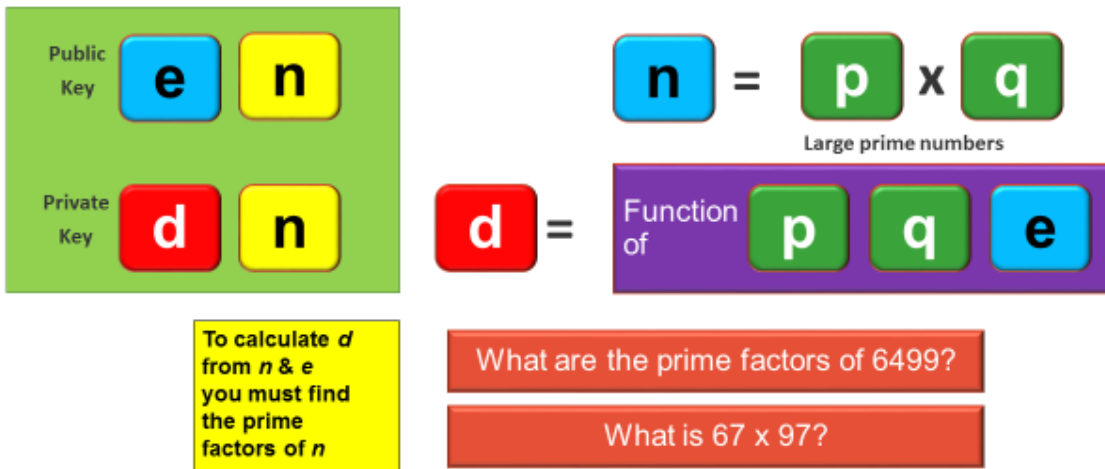 Public
Key
e n
n = p x q
Large prime numbers
Private
Key
d n
d =
Function
of
p q e
To calculate d
from n & e
you must find
the prime
factors of n
What are the prime factors of 6499?
What is 67 x 97?